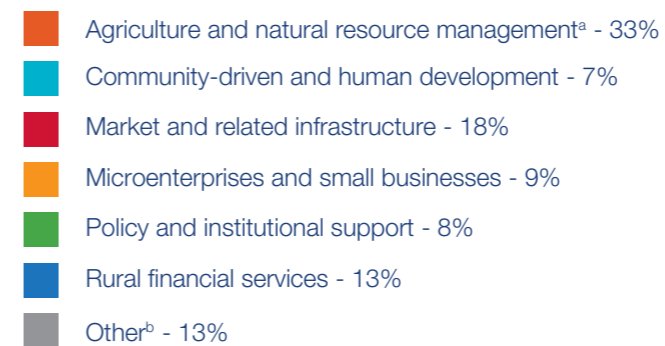 Agriculture and natural resource managementᵃ - 33%
Community-driven and human development - 7%
Market and related infrastructure - 18%
Microenterprises and small businesses - 9%
Policy and institutional support - 8%
Rural financial services - 13%
Otherᵇ - 13%